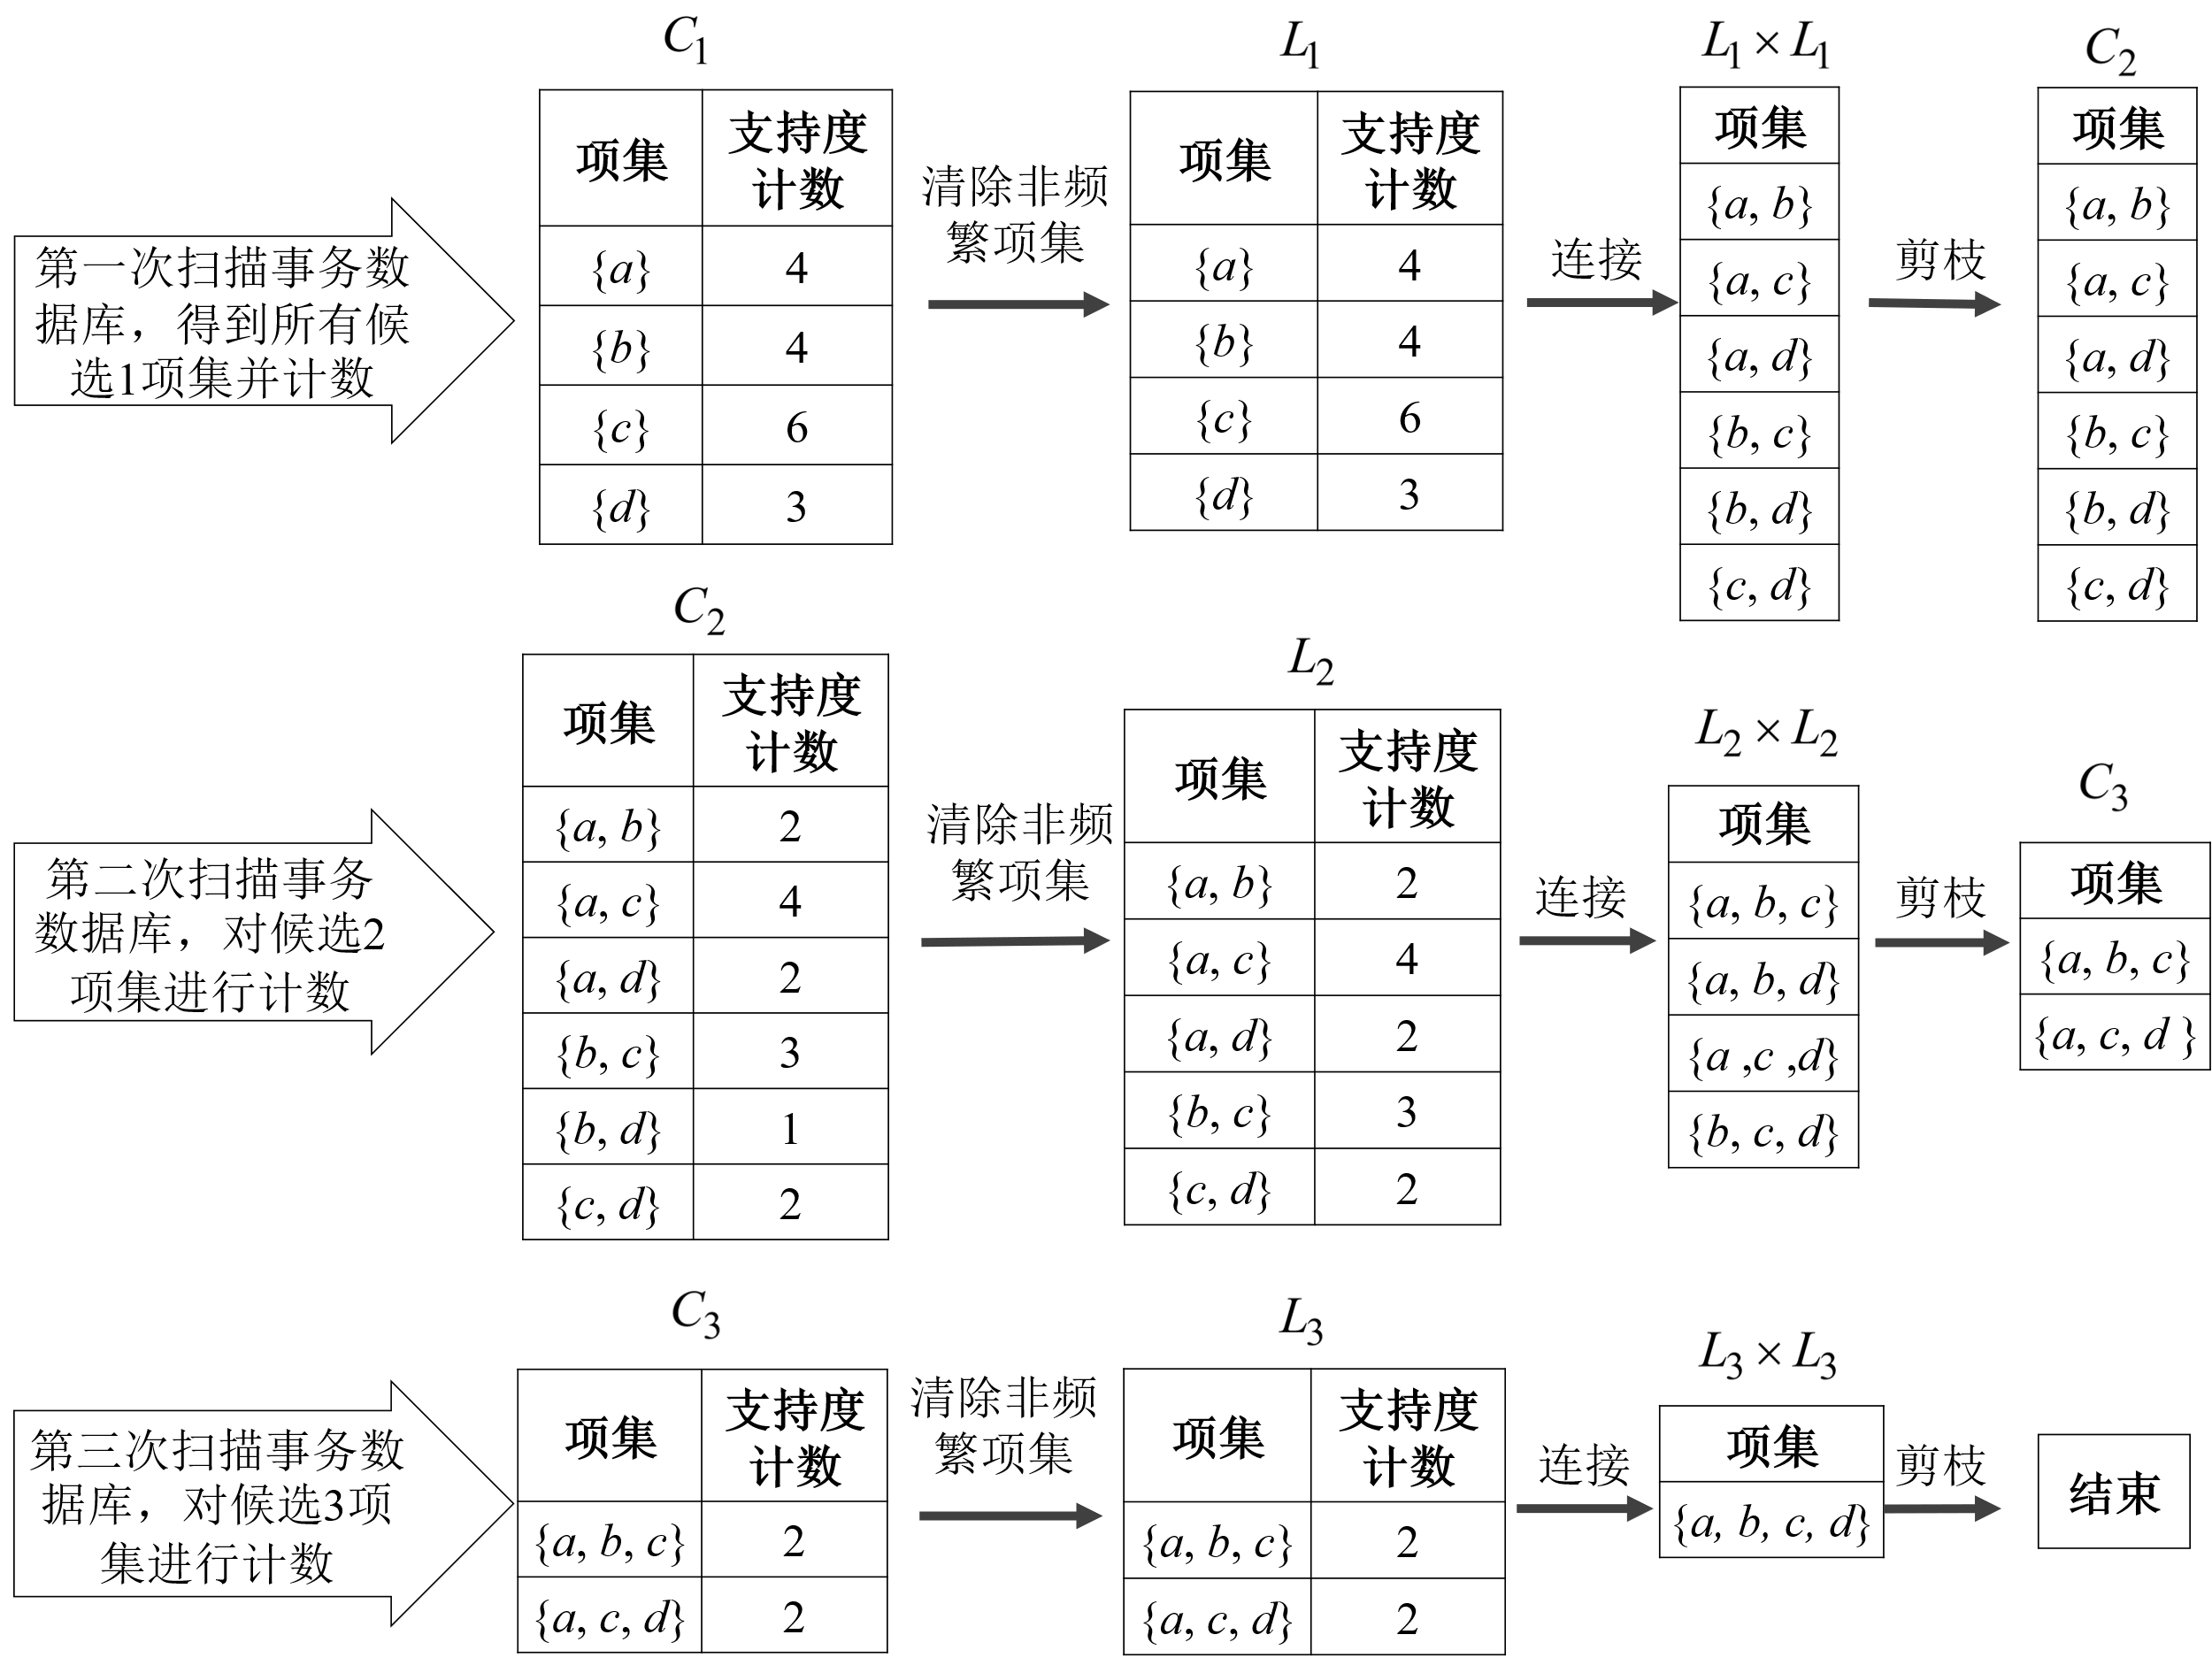 C1
L1
L1 × L1
C2
第一次扫描事务数
据库，得到所有候
选1项集并计数
项集 支持度
计数
{a} 4
{b} 4
{c} 6
{d} 3
清除非频
繁项集
项集 支持度
计数
{a} 4
{b} 4
{c} 6
{d} 3
连接
项集
{a, b}
{a, c}
{a, d}
{b, c}
{b, d}
{c, d}
剪枝
项集
{a, b}
{a, c}
{a, d}
{b, c}
{b, d}
{c, d}
C2
L2
L2 × L2
C3
第二次扫描事务
数据库，对候选2
项集进行计数
项集 支持度
计数
{a, b} 2
{a, c} 4
{a, d} 2
{b, c} 3
{b, d} 1
{c, d} 2
清除非频
繁项集
项集 支持度
计数
{a, b} 2
{a, c} 4
{a, d} 2
{b, c} 3
{c, d} 2
连接
项集
{a, b, c}
{a, b, d}
{a ,c ,d}
{b, c, d}
剪枝
项集
{a, b, c}
{a, c, d }
C3
L3
L3 × L3
第三次扫描事务数
据库，对候选3项
集进行计数
项集 支持度
计数
{a, b, c} 2
{a, c, d} 2
清除非频
繁项集
项集 支持度
计数
{a, b, c} 2
{a, c, d} 2
连接
项集
{a, b, c, d}
剪枝
结束